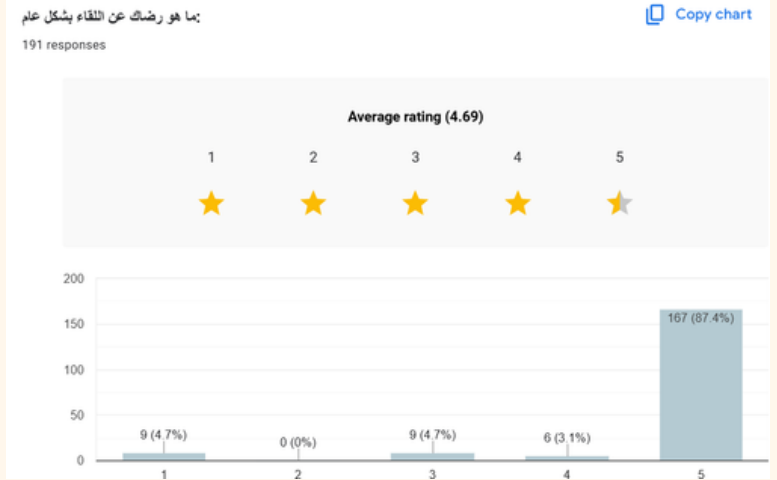 ما هو رضاك عن اللقاء بشكل عام:
Copy chart
191 responses
Average rating (4.69)
1 2 3 4 5
200
150
100
50
0
9 (4.7%)
0 (0%)
9 (4.7%)
6 (3.1%)
167 (87.4%)
1 2 3 4 5